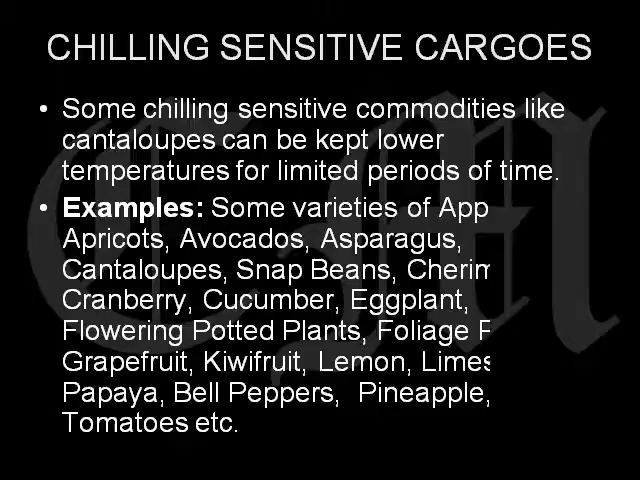 CHILLING SENSITIVE CARGOES
• Some chilling sensitive commodities like
cantaloupes can be kept lower
temperatures for limited periods of time.
• Examples: Some varieties of App
Apricots, Avocados, Asparagus,
Cantaloupes, Snap Beans, Cherim
Cranberry, Cucumber, Eggplant,
Flowering Potted Plants, Foliage P
Grapefruit, Kiwifruit, Lemon, Limes
Papaya, Bell Peppers, Pineapple,
Tomatoes etc.